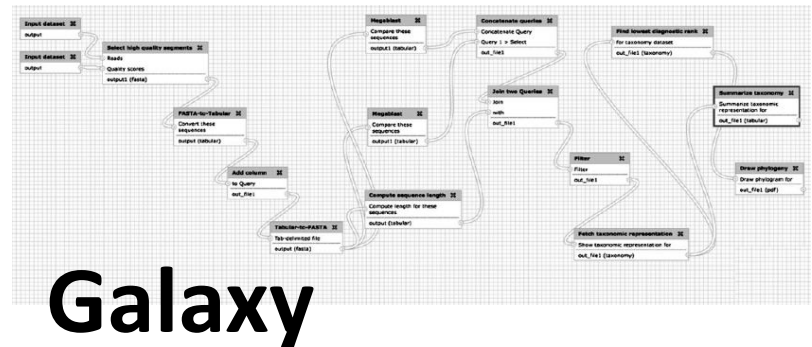 Input dataset
output
Input dataset
output
Select high quality segments
Reads
Quality scores
output1 (fasta)
FASTA-to-Tabular
Convert these
sequences
output (tabular)
Add column
to Query
out_file1
Tabular-to-FASTA
Tab-delimited file
output (fasta)
Megablast
Compare these
sequences
output1 (tabular)
Megablast
Compare these
sequences
output1 (tabular)
Compute sequence length
Compute length for these
sequences
output (tabular)
Concatenate queries
Concatenate Query
Query 1 > Select
out_file1
Join two Queries
Join
with
out_file1
Filter
Filter
out_file1
Fetch taxonomic representation
Show taxonomic representation for
out_file1 (taxonomy)
Find lowest diagnostic rank
for taxonomy dataset
out_file1 (taxonomy)
Summarize taxonomy
Summarize taxonomic
representation for
out_file1 (tabular)
Draw phylogeny
Draw phylogram for
out_file1 (pdf)
Galaxy